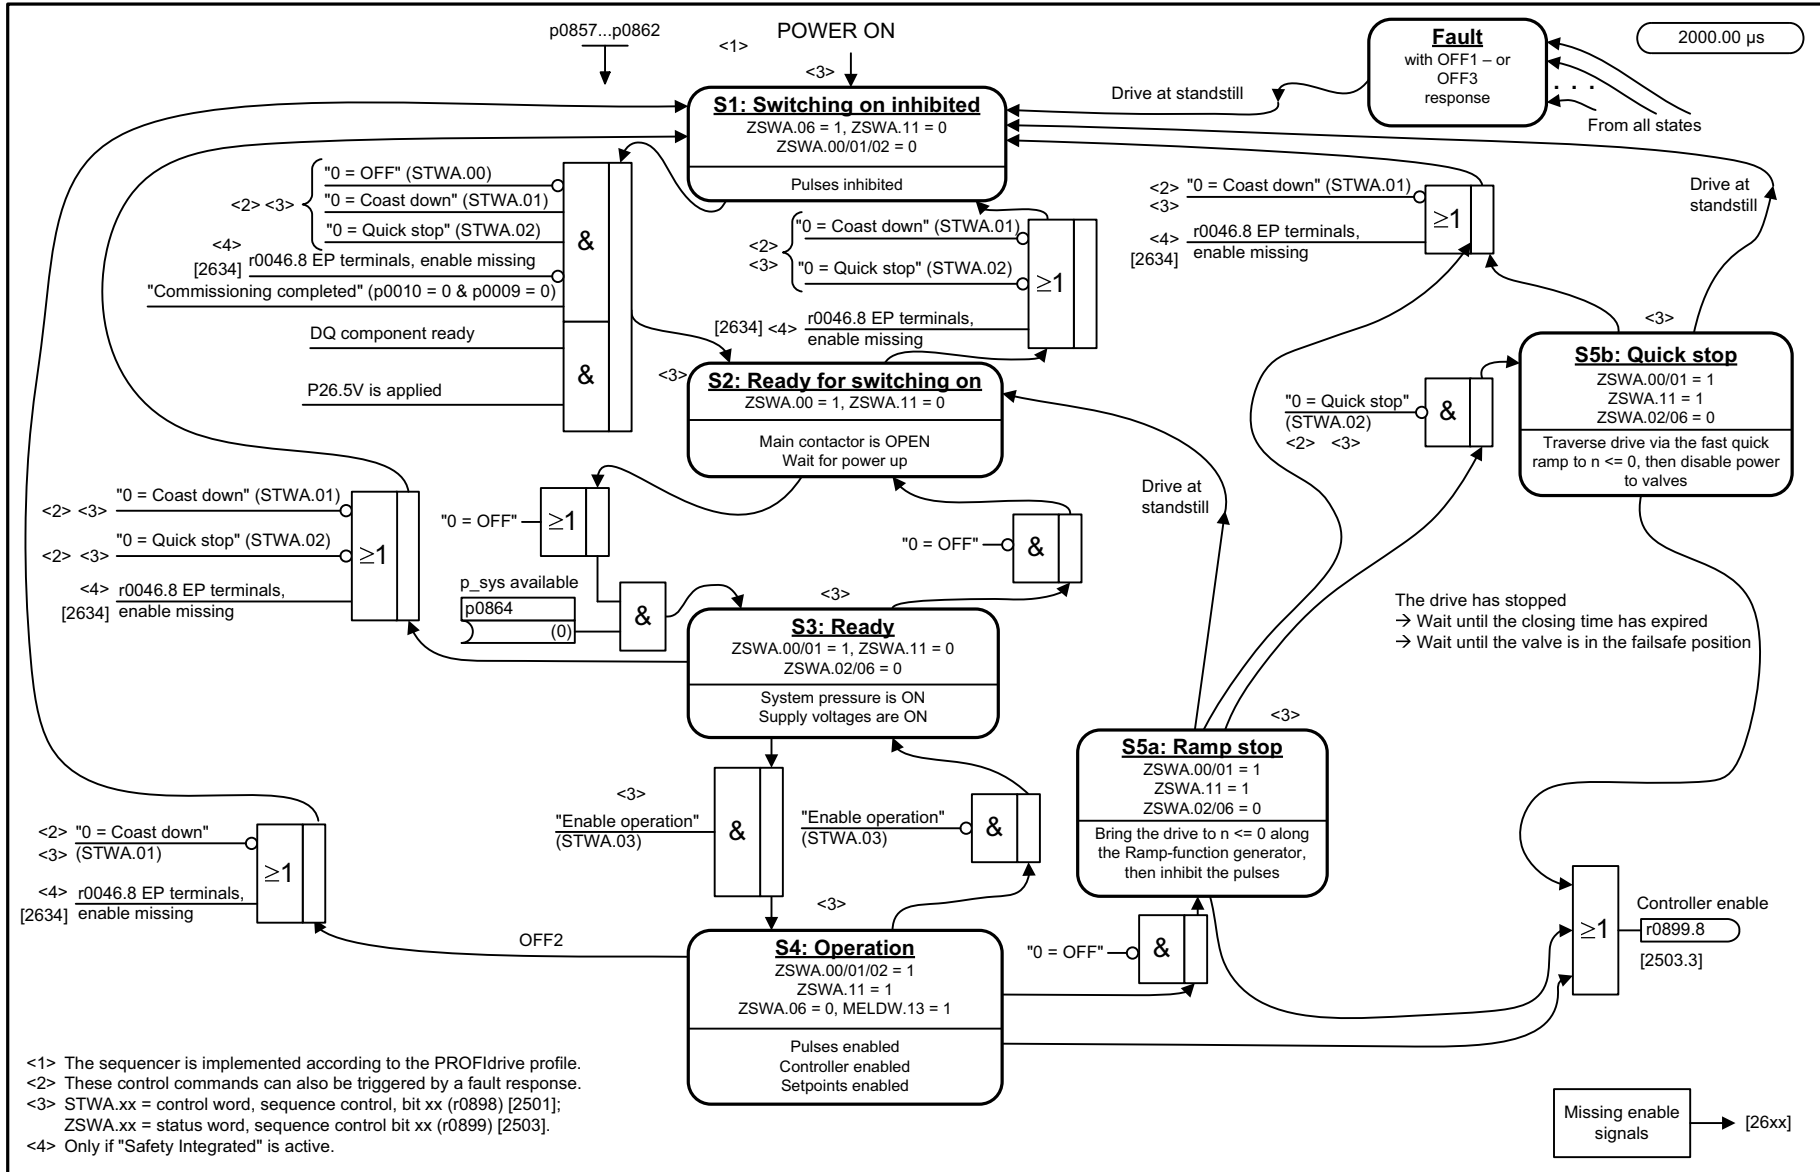 p0857...p0862
<1>
POWER ON
<3>
2000.00 µs
Fault
with OFF1 – or
OFF3
response
. . .
From all states
Drive at standstill
S1: Switching on inhibited
ZSWA.06 = 1, ZSWA.11 = 0
ZSWA.00/01/02 = 0
Pulses inhibited
<2> <3>
"0 = OFF" (STWA.00)
"0 = Coast down" (STWA.01)
"0 = Quick stop" (STWA.02)
<4>
[2634]
r0046.8 EP terminals, enable missing
"Commissioning completed" (p0010 = 0 & p0009 = 0)
DQ component ready
P26.5V is applied
&
&
<2>
<3>
"0 = Coast down" (STWA.01)
"0 = Quick stop" (STWA.02)
[2634] <4>
r0046.8 EP terminals,
enable missing
≥1
<2>
<3>
"0 = Coast down" (STWA.01)
<4>
[2634]
r0046.8 EP terminals,
enable missing
≥1
Drive at
standstill
<3>
S2: Ready for switching on
ZSWA.00 = 1, ZSWA.11 = 0
Main contactor is OPEN
Wait for power up
<3>
S5b: Quick stop
ZSWA.00/01 = 1
ZSWA.11 = 1
ZSWA.02/06 = 0
Traverse drive via the fast quick
ramp to n <= 0, then disable power
to valves
"0 = Quick stop"
(STWA.02)
<2> <3>
&
Drive at
standstill
<2> <3>
"0 = Coast down" (STWA.01)
<2> <3>
"0 = Quick stop" (STWA.02)
<4>
[2634]
r0046.8 EP terminals,
enable missing
≥1
"0 = OFF"
≥1
"0 = OFF"
&
p_sys available
p0864
(0)
&
<3>
S3: Ready
ZSWA.00/01 = 1, ZSWA.11 = 0
ZSWA.02/06 = 0
System pressure is ON
Supply voltages are ON
The drive has stopped
→ Wait until the closing time has expired
→ Wait until the valve is in the failsafe position
<3>
S5a: Ramp stop
ZSWA.00/01 = 1
ZSWA.11 = 1
ZSWA.02/06 = 0
Bring the drive to n <= 0 along
the Ramp-function generator,
then inhibit the pulses
<3>
"Enable operation"
(STWA.03)
&
"Enable operation"
(STWA.03)
&
<2>
<3>
"0 = Coast down"
(STWA.01)
<4>
[2634]
r0046.8 EP terminals,
enable missing
≥1
OFF2
<3>
S4: Operation
ZSWA.00/01/02 = 1
ZSWA.11 = 1
ZSWA.06 = 0, MELDW.13 = 1
Pulses enabled
Controller enabled
Setpoints enabled
"0 = OFF"
&
≥1
Controller enable
r0899.8
[2503.3]
<1> The sequencer is implemented according to the PROFIdrive profile.
<2> These control commands can also be triggered by a fault response.
<3> STWA.xx = control word, sequence control, bit xx (r0898) [2501];
ZSWA.xx = status word, sequence control bit xx (r0899) [2503].
<4> Only if "Safety Integrated" is active.
Missing enable
signals
[26xx]